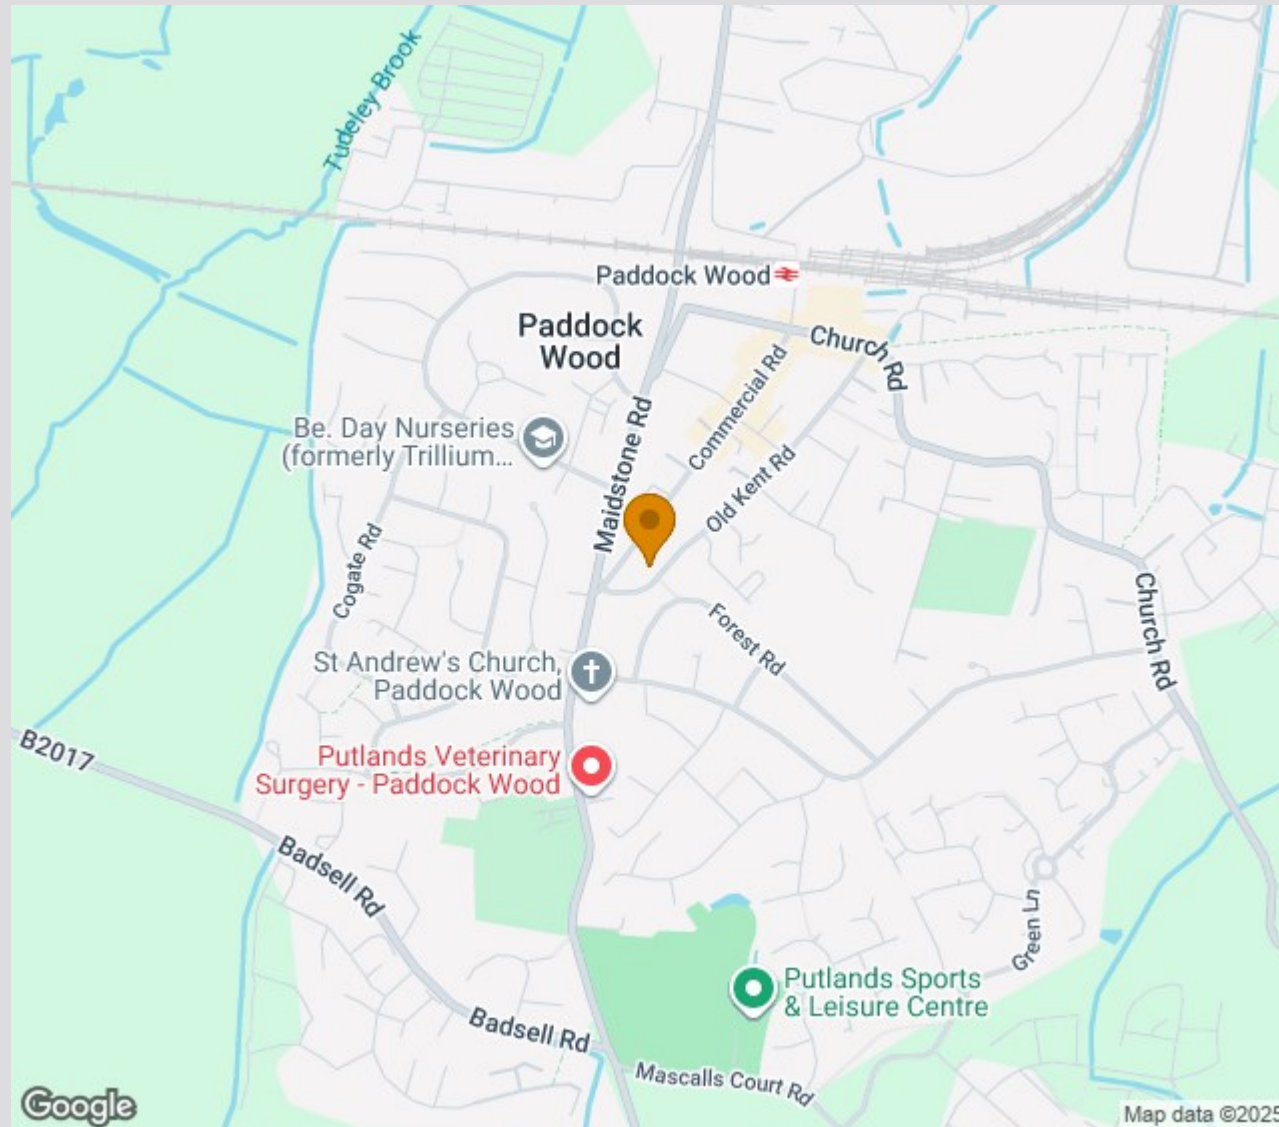 Tudeley Brook
Paddock Wood
Paddock
Wood
Church Rd
Commercial Rd
Maidstone Rd
Be. Day Nurseries
(formerly Trillium...
Old Kent Rd
Cogate Rd
Church Rd
Forest Rd
St Andrew's Church,
Paddock Wood
B2017
Putlands Veterinary
Surgery - Paddock Wood
Badsell Rd
Green Ln
Putlands Sports
& Leisure Centre
Badsell Rd
Mascalls Court Rd
Google
Map data ©2025